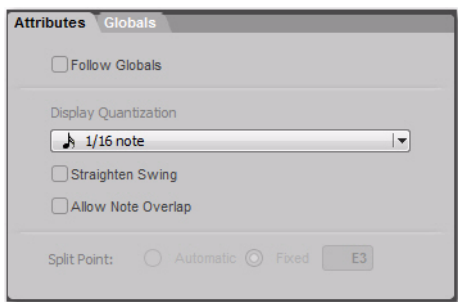 Attributes Globals
Follow Globals
Display Quantization
1/16 note
Straighten Swing
Allow Note Overlap
Split Point: Automatic Fixed E3